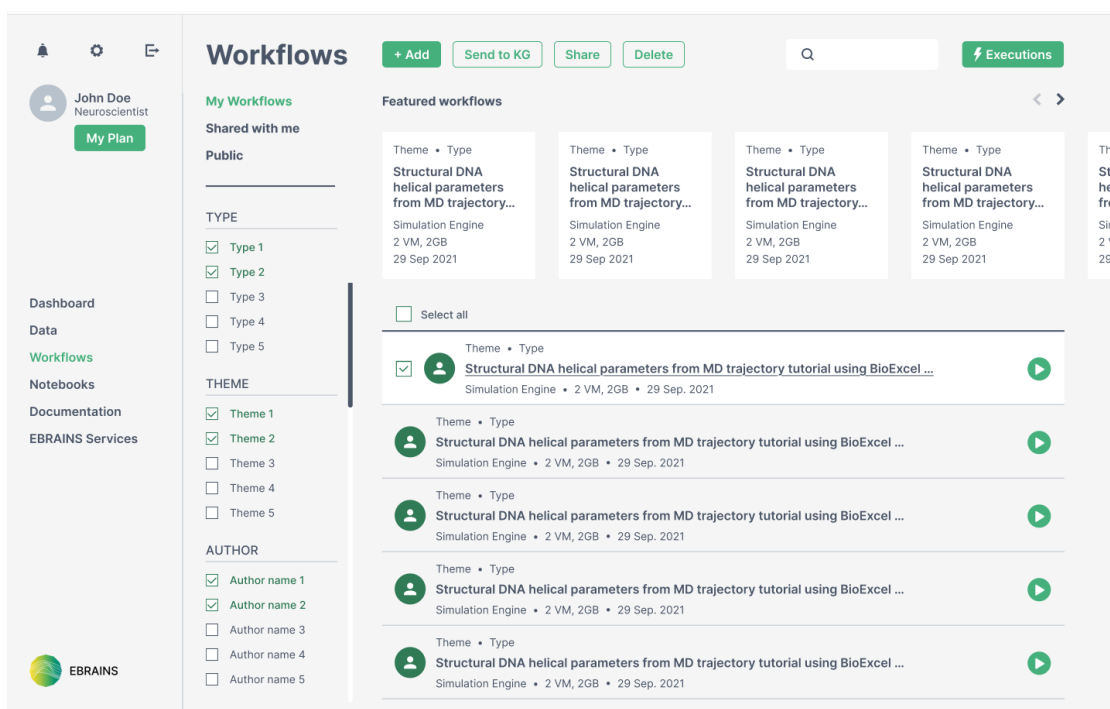 John Doe
Neuroscientist
My Plan
Dashboard
Data
Workflows
Notebooks
Documentation
EBRAINS Services
EBRAINS
Workflows
+ Add
Send to KG
Share
Delete
Executions
My Workflows
Shared with me
Public
TYPE
Type 1
Type 2
Type 3
Type 4
Type 5
THEME
Theme 1
Theme 2
Theme 3
Theme 4
Theme 5
AUTHOR
Author name 1
Author name 2
Author name 3
Author name 4
Author name 5
Featured workflows
Theme • Type
Structural DNA
helical parameters
from MD trajectory...
Simulation Engine
2 VM, 2GB
29 Sep 2021
Theme • Type
Structural DNA
helical parameters
from MD trajectory...
Simulation Engine
2 VM, 2GB
29 Sep 2021
Theme • Type
Structural DNA
helical parameters
from MD trajectory...
Simulation Engine
2 VM, 2GB
29 Sep 2021
Theme • Type
Structural DNA
helical parameters
from MD trajectory...
Simulation Engine
2 VM, 2GB
29 Sep 2021
Select all
Theme • Type
Structural DNA helical parameters from MD trajectory tutorial using BioExcel ...
Simulation Engine • 2 VM, 2GB • 29 Sep. 2021
Theme • Type
Structural DNA helical parameters from MD trajectory tutorial using BioExcel ...
Simulation Engine • 2 VM, 2GB • 29 Sep. 2021
Theme • Type
Structural DNA helical parameters from MD trajectory tutorial using BioExcel ...
Simulation Engine • 2 VM, 2GB • 29 Sep. 2021
Theme • Type
Structural DNA helical parameters from MD trajectory tutorial using BioExcel ...
Simulation Engine • 2 VM, 2GB • 29 Sep. 2021
Theme • Type
Structural DNA helical parameters from MD trajectory tutorial using BioExcel ...
Simulation Engine • 2 VM, 2GB • 29 Sep. 2021